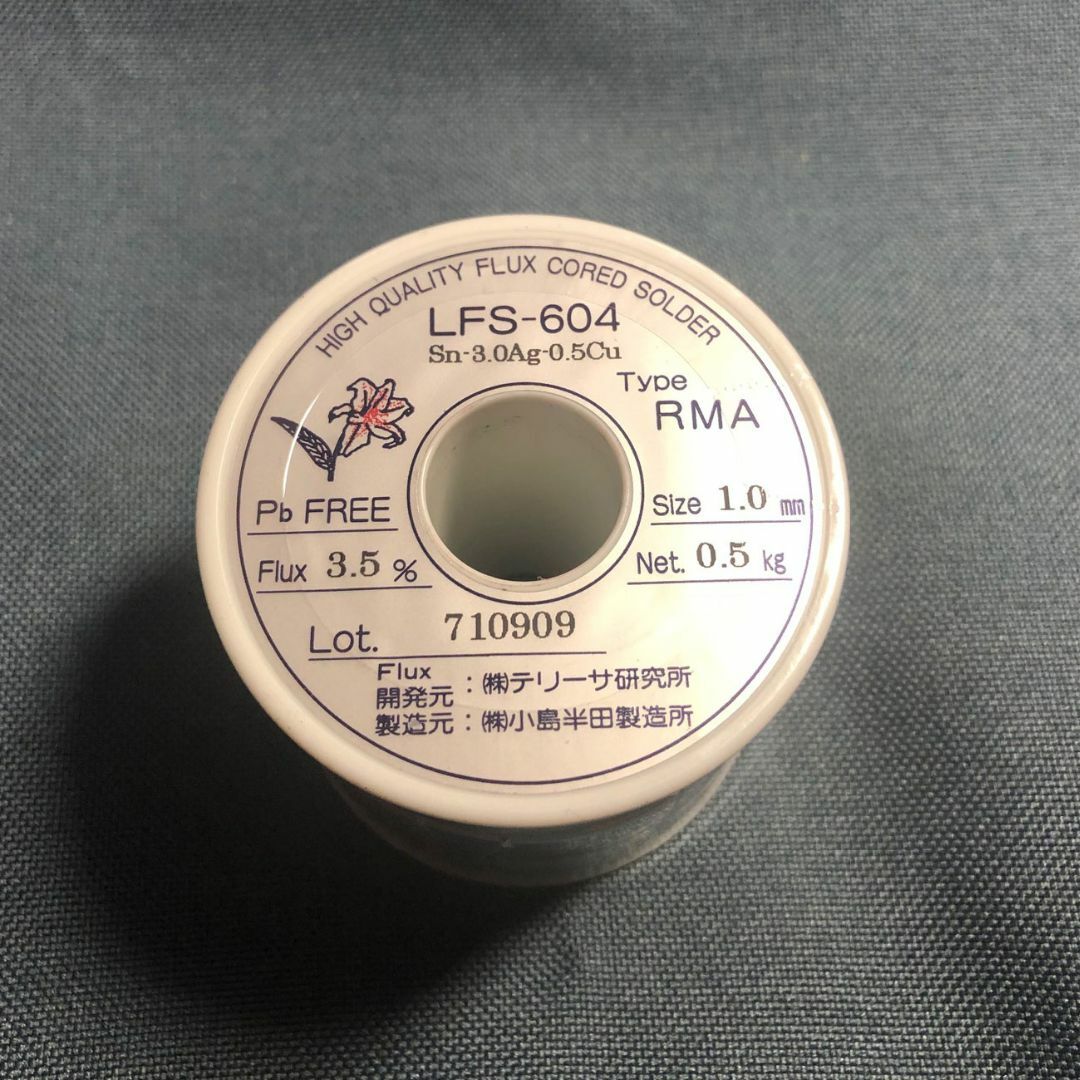 HIGH QUALITY FLUX CORED SOLDER
LFS-604
Sn-3.0Ag-0.5Cu
Type
RMA
Pb FREE
Size 1.0 mm
Flux 3.5 %
Net. 0.5 kg
Lot. 710909
Flux
開発元:㈱テリーサ研究所
製造元:㈱小島半田製造所